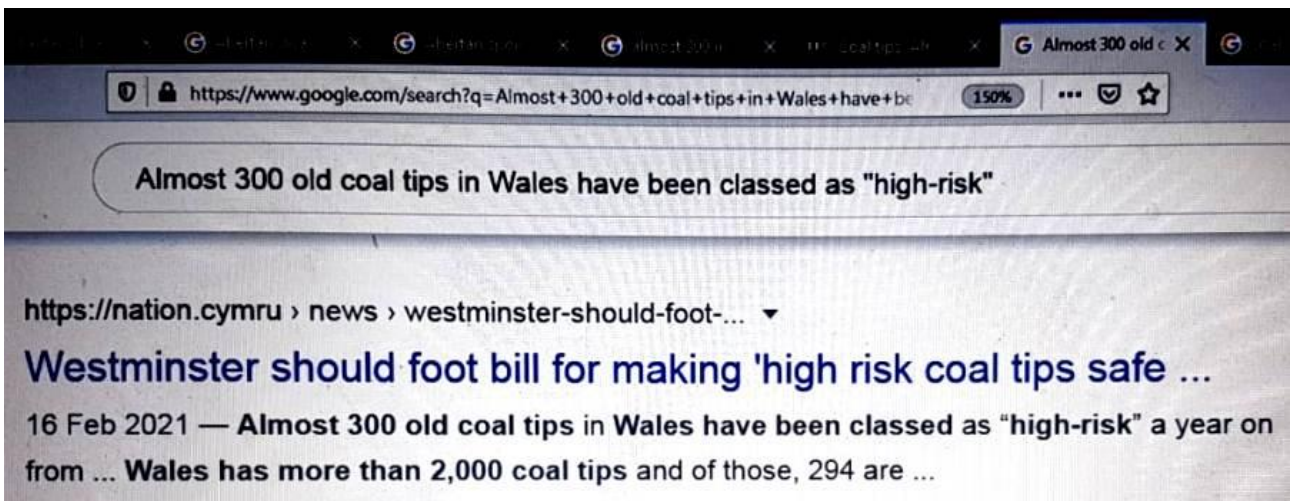 Almost 300 old c
https://www.google.com/search?q=Almost+300+old+coal+tips+in+Wales+have+be 150%
Almost 300 old coal tips in Wales have been classed as "high-risk"
https://nation.cymru › news › westminster-should-foot-...
Westminster should foot bill for making 'high risk coal tips safe ...
16 Feb 2021 — Almost 300 old coal tips in Wales have been classed as “high-risk” a year on
from ... Wales has more than 2,000 coal tips and of those, 294 are ...